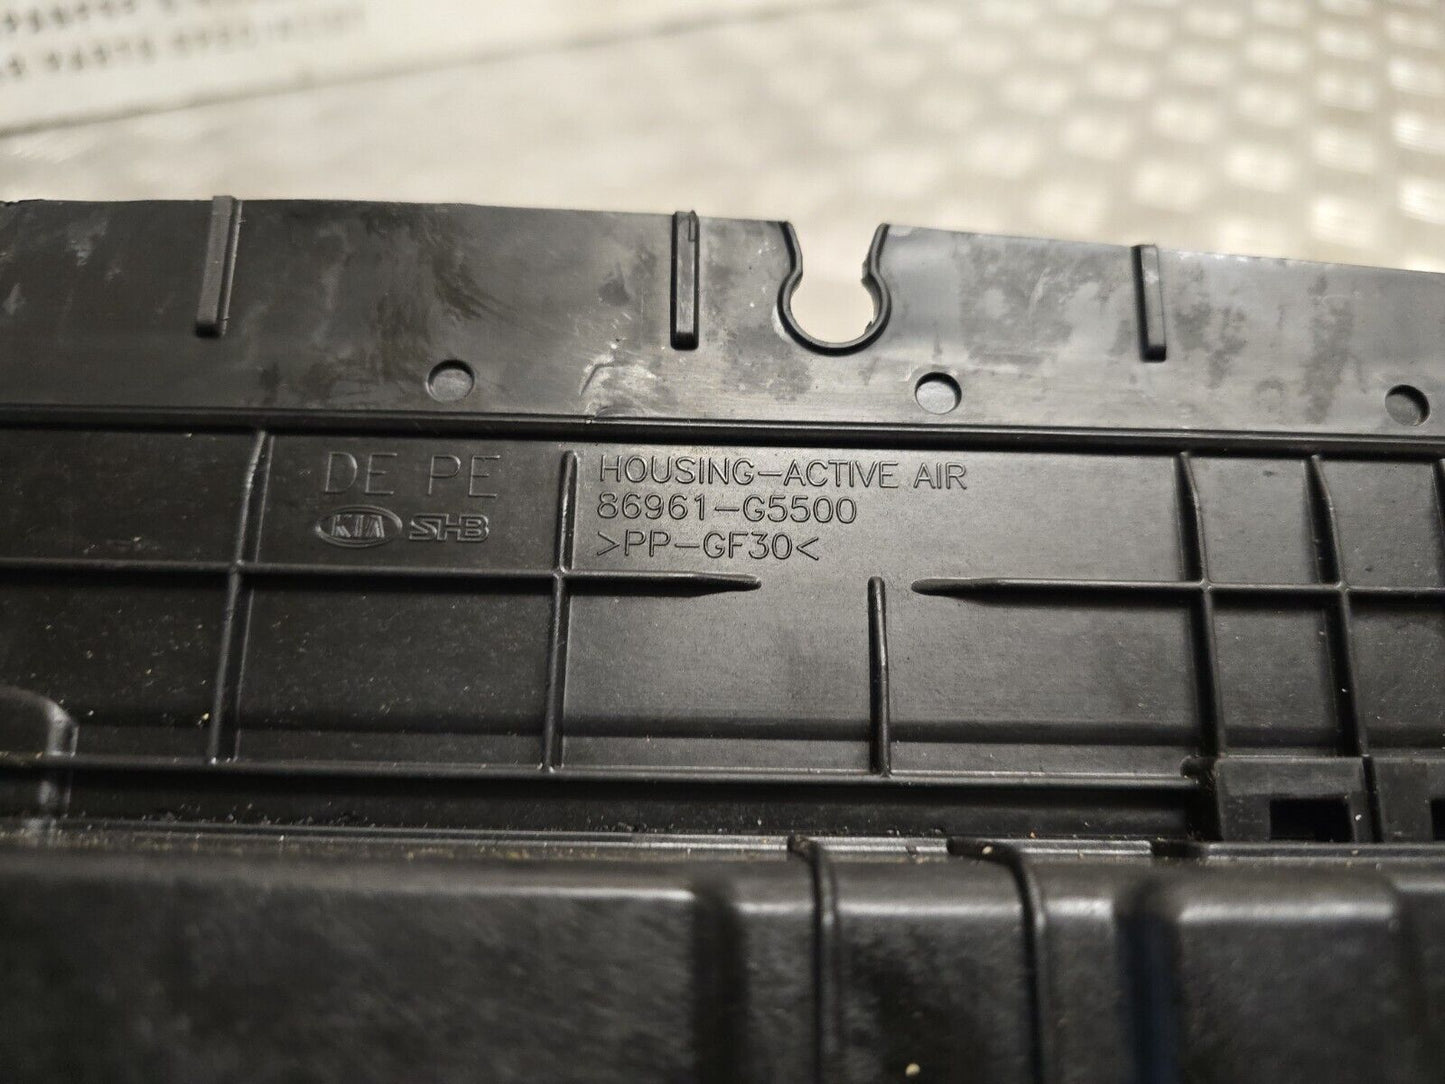 DE PE
KIA SHB
HOUSING-ACTIVE AIR
86961-G5500
>PP-GF30<